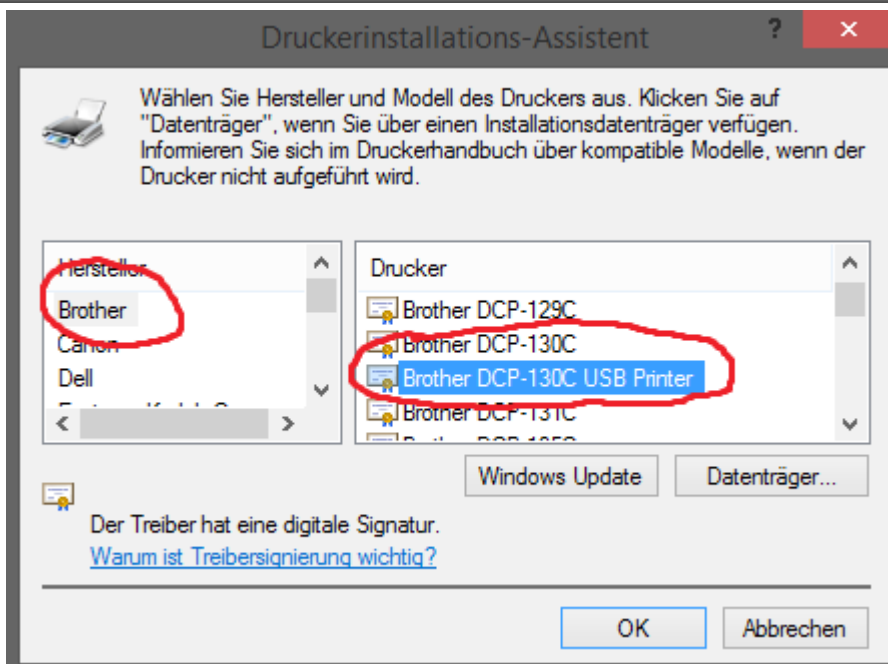 Druckerinstallations-Assistent
?
Wählen Sie Hersteller und Modell des Druckers aus. Klicken Sie auf
"Datenträger", wenn Sie über einen Installationsdatenträger verfügen.
Informieren Sie sich im Druckerhandbuch über kompatible Modelle, wenn der
Drucker nicht aufgeführt wird.
Hersteller
Brother
Canon
Dell
Drucker
Brother DCP-129C
Brother DCP-130C
Brother DCP-130C USB Printer
Brother DCP-131C
Windows Update
Datenträger...
Der Treiber hat eine digitale Signatur.
Warum ist Treibersignierung wichtig?
OK
Abbrechen